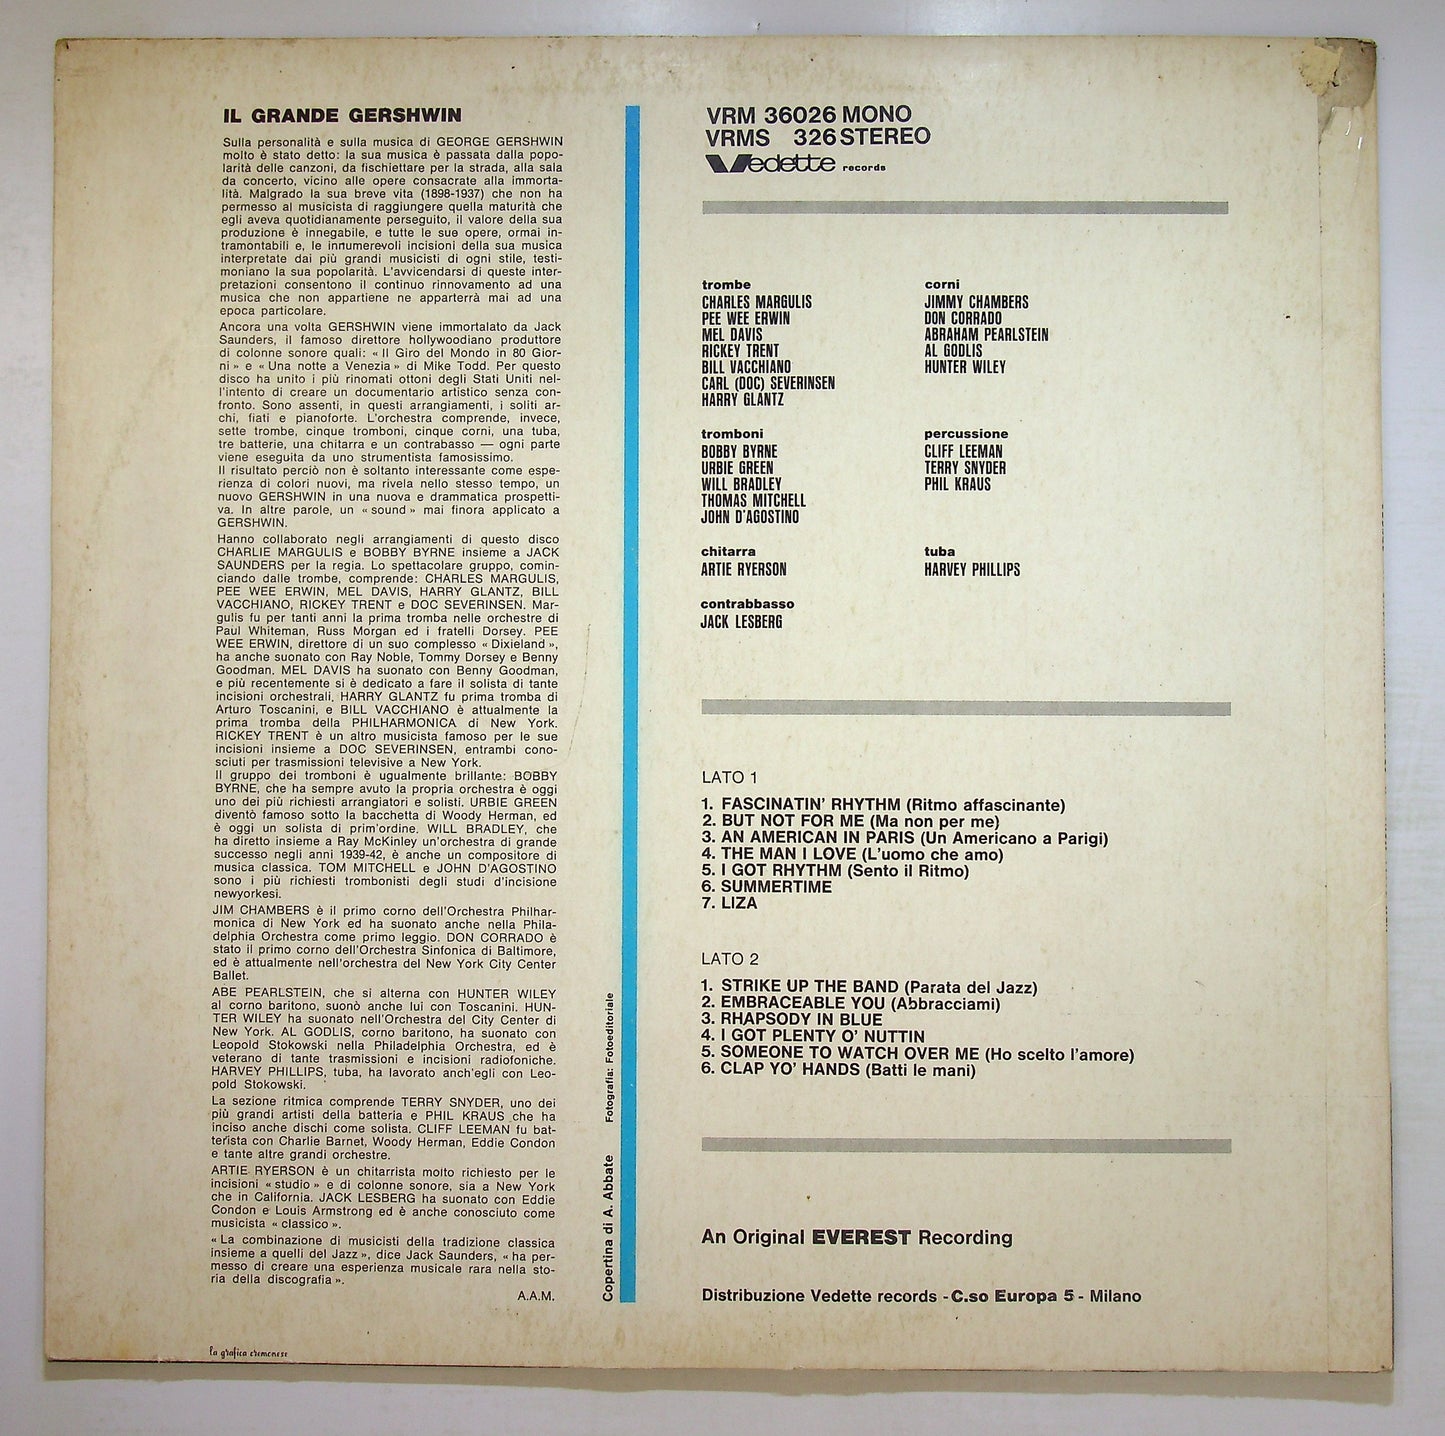 IL GRANDE GERSHWIN
Sulla personalità e sulla musica di GEORGE GERSHWIN
molto è stato detto: la sua musica è passata dalla popo-
larità delle canzoni, da fischiettare per la strada, alla sala
da concerto, vicino alle opere consacrate alla immorta-
lità. Malgrado la sua breve vita (1898-1937) che non ha
permesso al musicista di raggiungere quella maturità che
egli aveva quotidianamente perseguito, il valore della sua
produzione è innegabile, e tutte le sue opere, ormai in-
tramontabili e, le innumerevoli incisioni della sua musica
interpretate dai più grandi musicisti di ogni stile, testi-
moniano la sua popolarità. L'avvicendarsi di queste inter-
pretazioni consentono il continuo rinnovamento ad una
musica che non appartiene ne apparterrà mai ad una
epoca particolare.
Ancora una volta GERSHWIN viene immortalato da Jack
Saunders, il famoso direttore hollywoodiano produttore
di colonne sonore quali: « Il Giro del Mondo in 80 Gior-
ni » e « Una notte a Venezia » di Mike Todd. Per questo
disco ha unito i più rinomati ottoni degli Stati Uniti nel-
l'intento di creare un documentario artistico senza con-
fronto. Sono assenti, in questi arrangiamenti, i soliti ar-
chi, fiati e pianoforte. L'orchestra comprende, invece,
sette trombe, cinque tromboni, cinque corni, una tuba,
tre batterie, una chitarra e un contrabasso — ogni parte
viene eseguita da uno strumentista famosissimo.
Il risultato perciò non è soltanto interessante come espe-
rienza di colori nuovi, ma rivela nello stesso tempo, un
nuovo GERSHWIN in una nuova e drammatica prospetti-
va. In altre parole, un « sound » mai finora applicato a
GERSHWIN.
Hanno collaborato negli arrangiamenti di questo disco
CHARLIE MARGULIS e BOBBY BYRNE insieme a JACK
SAUNDERS per la regia. Lo spettacolare gruppo, comin-
ciando dalle trombe, comprende: CHARLES MARGULIS,
PEE WEE ERWIN, MEL DAVIS, HARRY GLANTZ, BILL
VACCHIANO, RICKEY TRENT e DOC SEVERINSEN. Mar-
gulis fu per tanti anni la prima tromba nelle orchestre di
Paul Whiteman, Russ Morgan ed i fratelli Dorsey. PEE
WEE ERWIN, direttore di un suo complesso « Dixieland »,
ha anche suonato con Ray Noble, Tommy Dorsey e Benny
Goodman. MEL DAVIS ha suonato con Benny Goodman,
e più recentemente si è dedicato a fare il solista di tante
incisioni orchestrali. HARRY GLANTZ fu prima tromba di
Arturo Toscanini, e BILL VACCHIANO è attualmente la
prima tromba della PHILHARMONICA di New York.
RICKEY TRENT è un altro musicista famoso per le sue
incisioni insieme a DOC SEVERINSEN, entrambi cono-
sciuti per trasmissioni televisive a New York.
Il gruppo dei tromboni è ugualmente brillante: BOBBY
BYRNE, che ha sempre avuto la propria orchestra è oggi
uno dei più richiesti arrangiatori e solisti. URBIE GREEN
diventò famoso sotto la bacchetta di Woody Herman, ed
è oggi un solista di prim'ordine. WILL BRADLEY, che
ha diretto insieme a Ray McKinley un'orchestra di grande
successo negli anni 1939-42, è anche un compositore di
musica classica. TOM MITCHELL e JOHN D'AGOSTINO
sono i più richiesti trombonisti degli studi d'incisione
newyorkesi.
JIM CHAMBERS è il primo corno dell'Orchestra Philhar-
monica di New York ed ha suonato anche nella Phila-
delphia Orchestra come primo leggio. DON CORRADO è
stato il primo corno dell'Orchestra Sinfonica di Baltimore,
ed è attualmente nell'orchestra del New York City Center
Ballet.
ABE PEARLSTEIN, che si alterna con HUNTER WILEY
al corno baritono, suonò anche lui con Toscanini. HUN-
TER WILEY ha suonato nell'Orchestra del City Center di
New York. AL GODLIS, corno baritono, ha suonato con
Leopold Stokowski nella Philadelphia Orchestra, ed è
veterano di tante trasmissioni e incisioni radiofoniche.
HARVEY PHILLIPS, tuba, ha lavorato anch'egli con Leo-
pold Stokowski.
La sezione ritmica comprende TERRY SNYDER, uno dei
più grandi artisti della batteria e PHIL KRAUS che ha
inciso anche dischi come solista. CLIFF LEEMAN fu bat-
terista con Charlie Barnet, Woody Herman, Eddie Condon
e tante altre grandi orchestre.
ARTIE RYERSON è un chitarrista molto richiesto per le
incisioni « studio » e di colonne sonore, sia a New York
che in California. JACK LESBERG ha suonato con Eddie
Condon e Louis Armstrong ed è anche conosciuto come
musicista « classico ».
« La combinazione di musicisti della tradizione classica
insieme a quelli del Jazz », dice Jack Saunders, « ha per-
messo di creare una esperienza musicale rara nella sto-
ria della discografia ».
A.A.M.
la grafica cremonese
Copertina di A. Abbate Fotografia: Fotoeditoriale
VRM 36026 MONO
VRMS 326 STEREO
Vedette records
trombe
CHARLES MARGULIS
PEE WEE ERWIN
MEL DAVIS
RICKEY TRENT
BILL VACCHIANO
CARL (DOC) SEVERINSEN
HARRY GLANTZ
corni
JIMMY CHAMBERS
DON CORRADO
ABRAHAM PEARLSTEIN
AL GODLIS
HUNTER WILEY
tromboni
BOBBY BYRNE
URBIE GREEN
WILL BRADLEY
THOMAS MITCHELL
JOHN D'AGOSTINO
percussione
CLIFF LEEMAN
TERRY SNYDER
PHIL KRAUS
chitarra
ARTIE RYERSON
tuba
HARVEY PHILLIPS
contrabbasso
JACK LESBERG
LATO 1
1. FASCINATIN' RHYTHM (Ritmo affascinante)
2. BUT NOT FOR ME (Ma non per me)
3. AN AMERICAN IN PARIS (Un Americano a Parigi)
4. THE MAN I LOVE (L'uomo che amo)
5. I GOT RHYTHM (Sento il Ritmo)
6. SUMMERTIME
7. LIZA
LATO 2
1. STRIKE UP THE BAND (Parata del Jazz)
2. EMBRACEABLE YOU (Abbracciami)
3. RHAPSODY IN BLUE
4. I GOT PLENTY O' NUTTIN
5. SOMEONE TO WATCH OVER ME (Ho scelto l'amore)
6. CLAP YO' HANDS (Batti le mani)
An Original EVEREST Recording
Distribuzione Vedette records - C.so Europa 5 - Milano